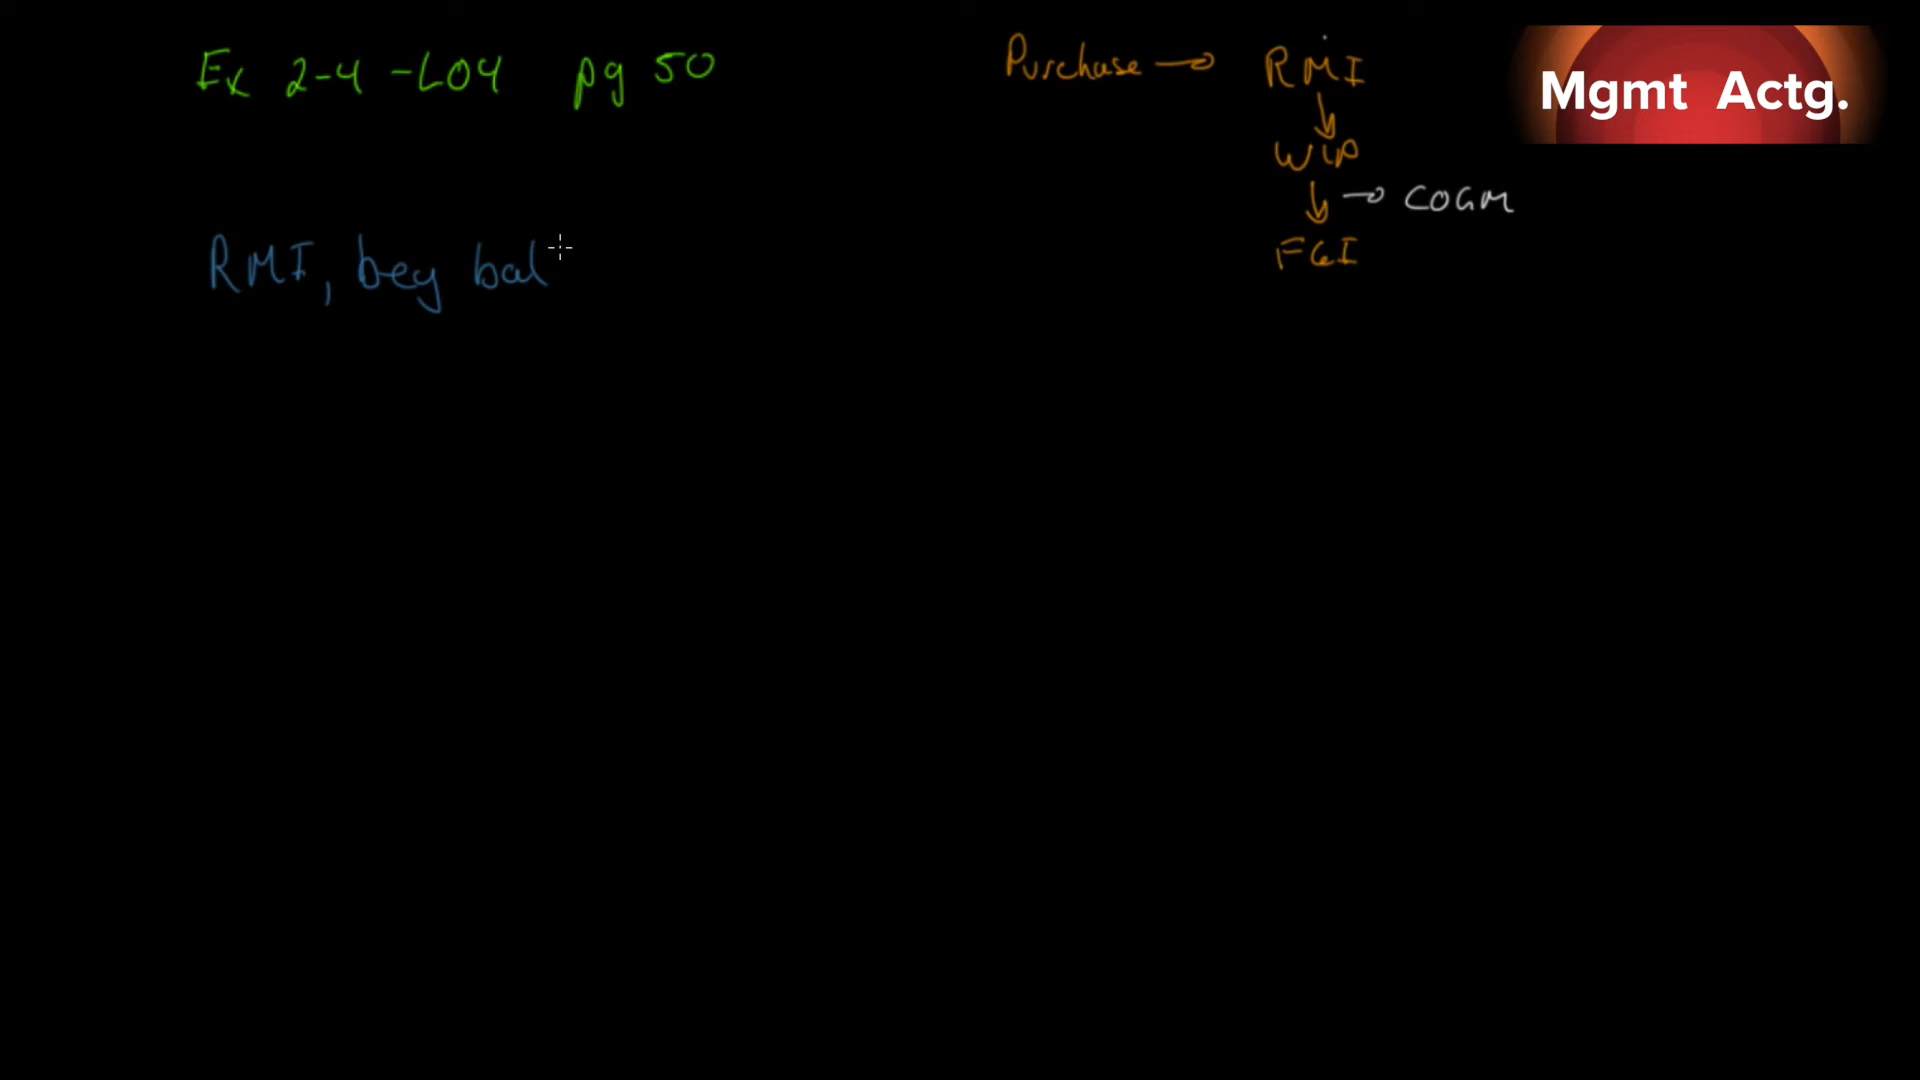 Ex 2-4 - LO4 pg 50
Purchase → RMI
↓
WIP
↓ → COGM
FGI
Mgmt Actg.
RMI, beg bal